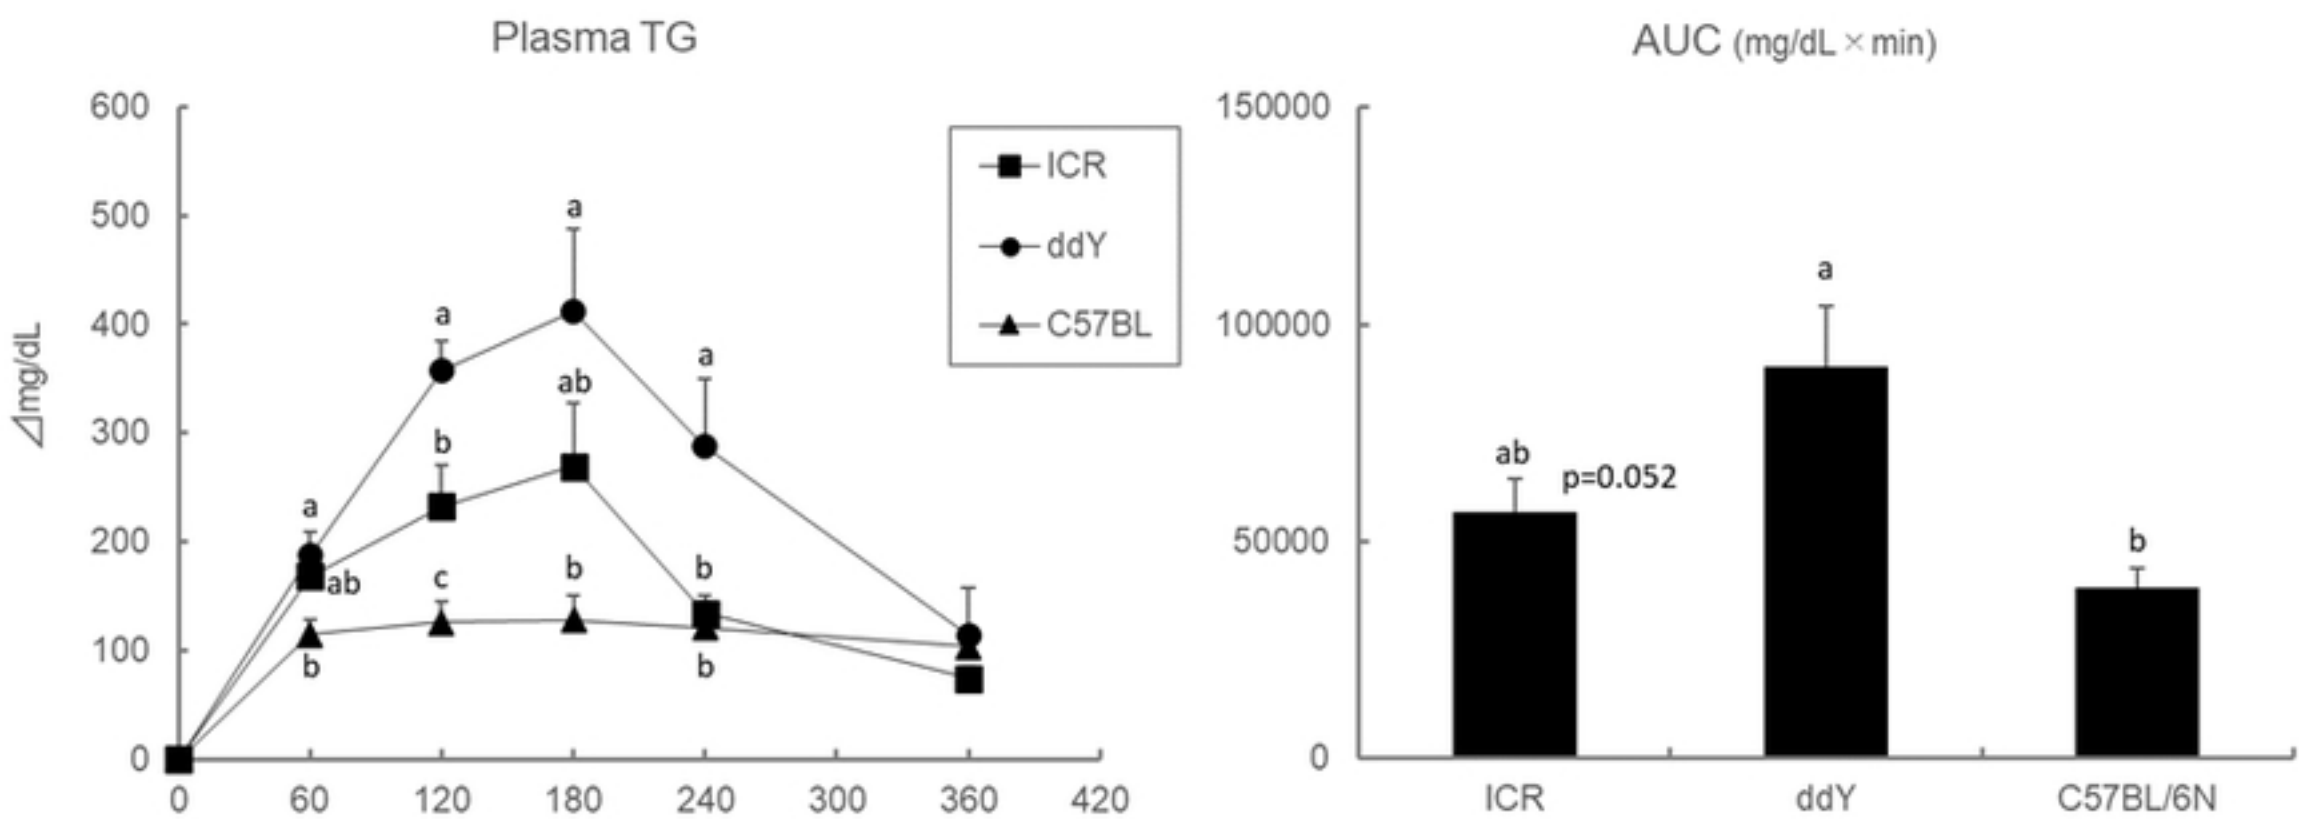 Plasma TG
⊿mg/dL
600
500
400
300
200
100
0
0 60 120 180 240 300 360 420
a
ab
b
a
b
c
a
ab
b
a
b
b
ICR
ddY
C57BL
AUC (mg/dL × min)
150000
100000
50000
0
ab
p=0.052
a
b
ICR ddY C57BL/6N